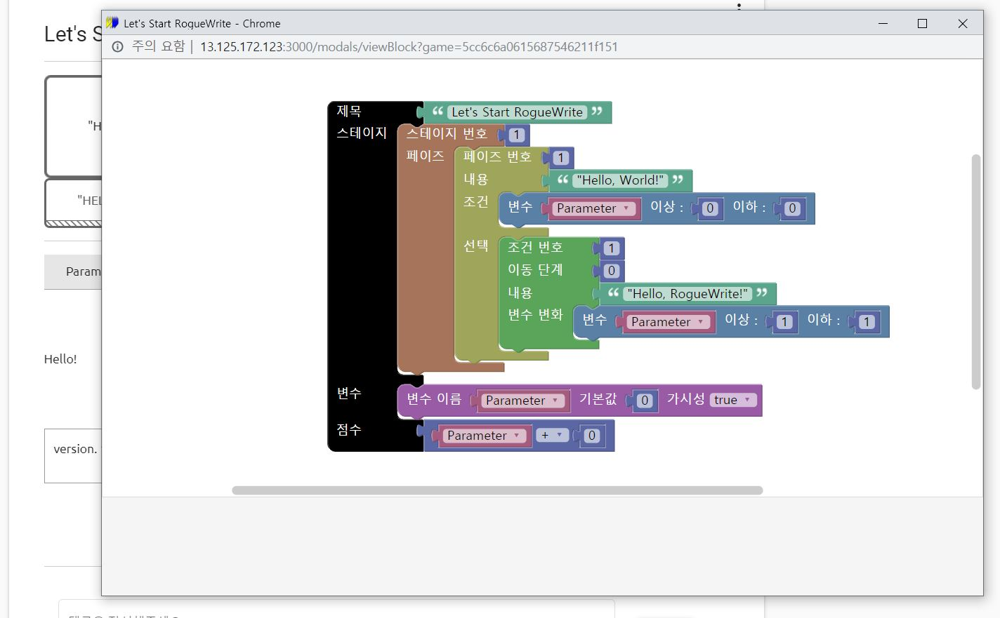 Let's S
Let's Start RogueWrite - Chrome
주의 요함 | 13.125.172.123:3000/modals/viewBlock?game=5cc6c6a0615687546211f151
제목 “ Let's Start RogueWrite ”
스테이지 스테이지 번호 1
페이즈 페이즈 번호 1
내용 “ "Hello, World!" ”
조건 변수 Parameter 이상 : 0 이하 : 0
선택 조건 번호 1
이동 단계 0
내용 “ "Hello, RogueWrite!" ”
변수 변화 변수 Parameter 이상 : 1 이하 : 1
변수 변수 이름 Parameter 기본값 0 가시성 true
점수 Parameter + 0
"H
"HEL
Param
Hello!
version.